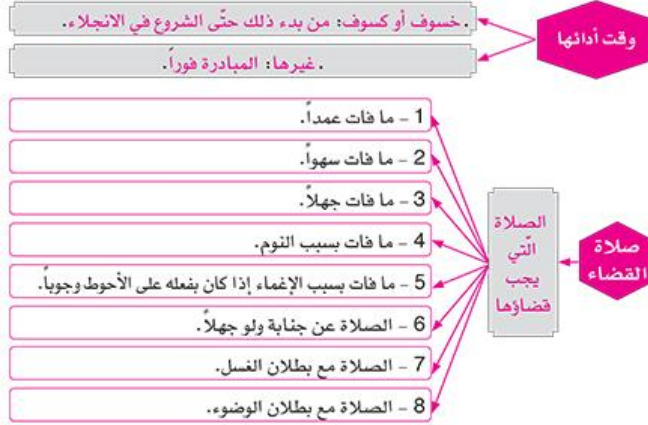 وقت أدائها
.خسوف أو كسوف: من بدء ذلك حتّى الشروع في الانجلاء.
.غيرها: المبادرة فوراً.
صلاة
القضاء
الصلاة
الّتي
يجب
قضاؤها
1 - ما فات عمداً.
2 - ما فات سهواً.
3 - ما فات جهلاً.
4 - ما فات بسبب النوم.
5 - ما فات بسبب الإغماء إذا كان بفعله على الأحوط وجوباً.
6 - الصلاة عن جنابة ولو جهلاً.
7 - الصلاة مع بطلان الغسل.
8 - الصلاة مع بطلان الوضوء.